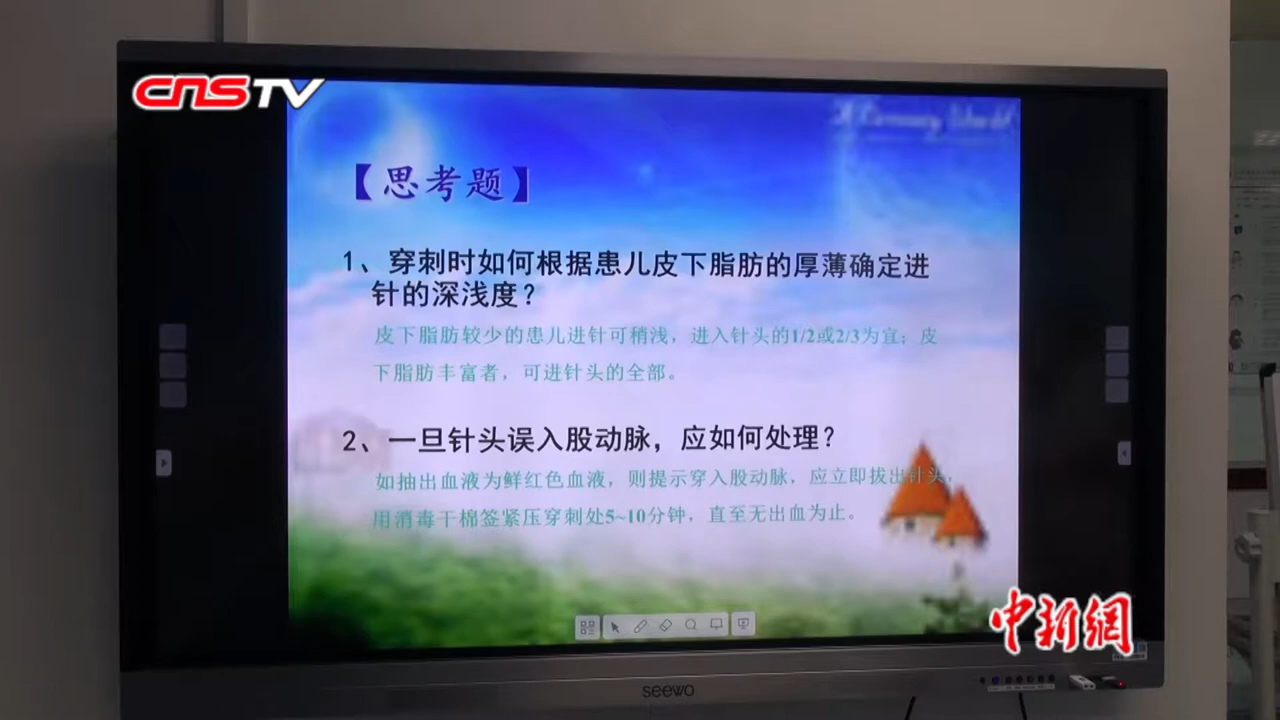 CNSTV
【思考题】
1、穿刺时如何根据患儿皮下脂肪的厚薄确定进
针的深浅度？
皮下脂肪较少的患儿进针可稍浅，进入针头的1/2或2/3为宜；皮
下脂肪丰富者，可进针头的全部。
2、一旦针头误入股动脉，应如何处理？
如抽出血液为鲜红色血液，则提示穿入股动脉，应立即拔出针头，
用消毒干棉签紧压穿刺处5~10分钟，直至无出血为止。
中新網
seewo